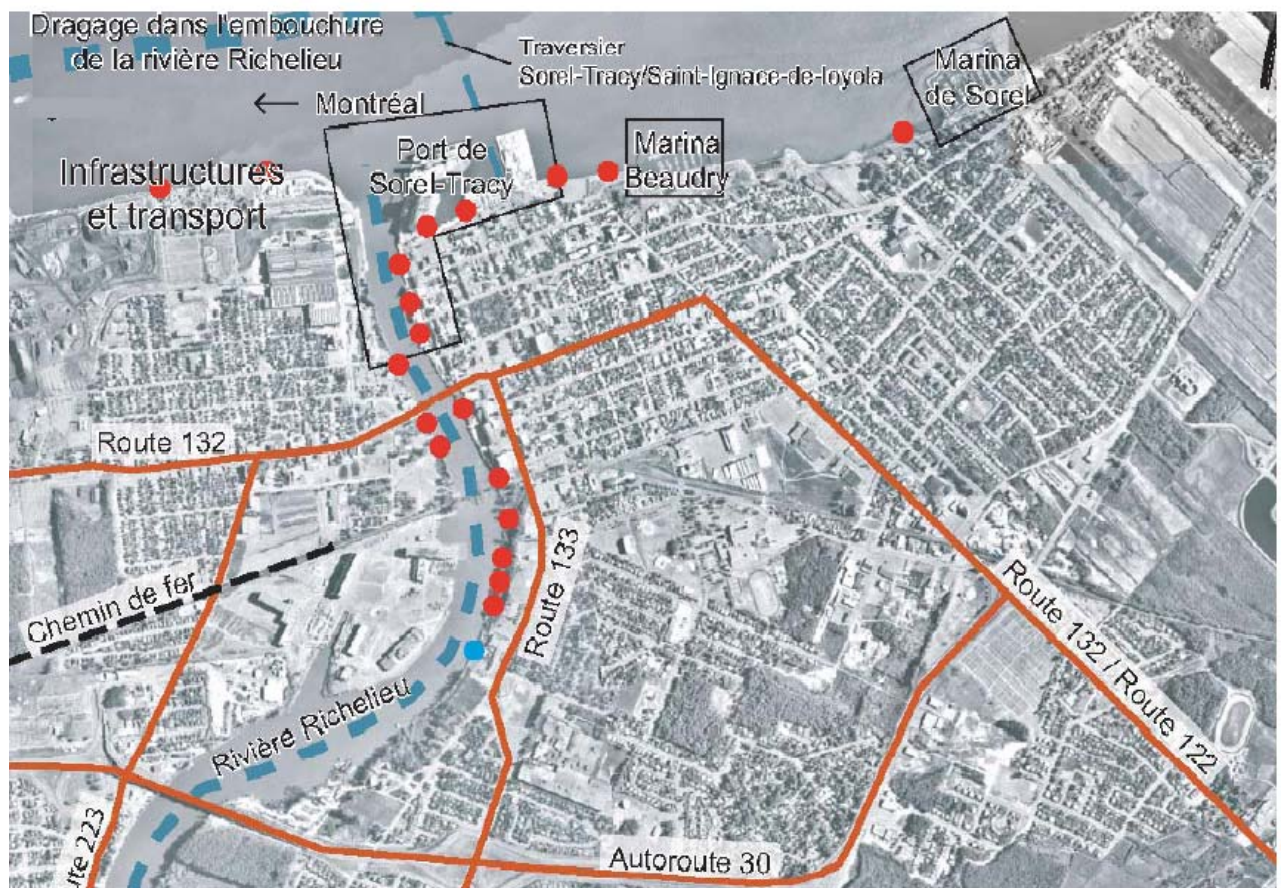 Dragage dans l'embouchure
de la rivière Richelieu
Traversier
Sorel-Tracy/Saint-Ignace-de-loyola
Marina
de Sorel
← Montréal
Port de
Sorel-Tracy
Marina
Beaudry
Infrastructures
et transport
Route 132
Chemin de fer
Route 133
Route 132 / Route 122
Rivière Richelieu
Autoroute 30
223